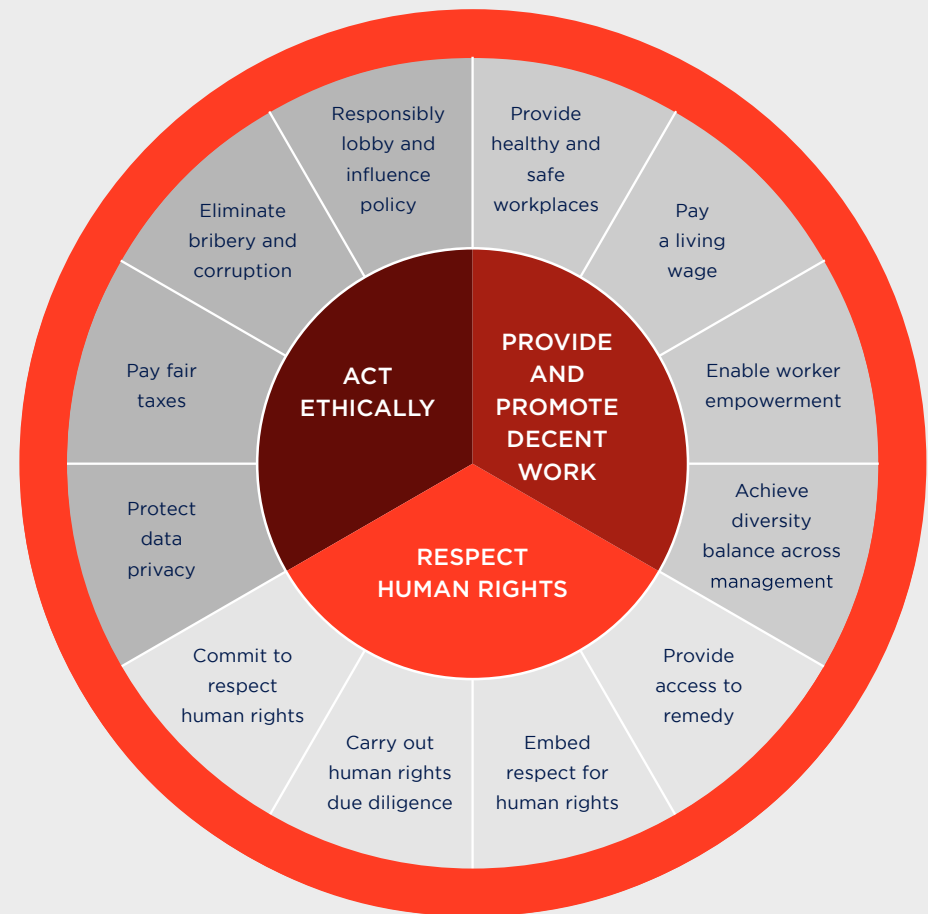 Responsibly
lobby and
influence
policy
Provide
healthy and
safe
workplaces
Pay
a living
wage
Enable worker
empowerment
Achieve
diversity
balance across
management
Provide
access to
remedy
Embed
respect for
human rights
Carry out
human rights
due diligence
Commit to
respect
human rights
Protect
data
privacy
Pay fair
taxes
Eliminate
bribery and
corruption
ACT
ETHICALLY
PROVIDE
AND
PROMOTE
DECENT
WORK
RESPECT
HUMAN RIGHTS